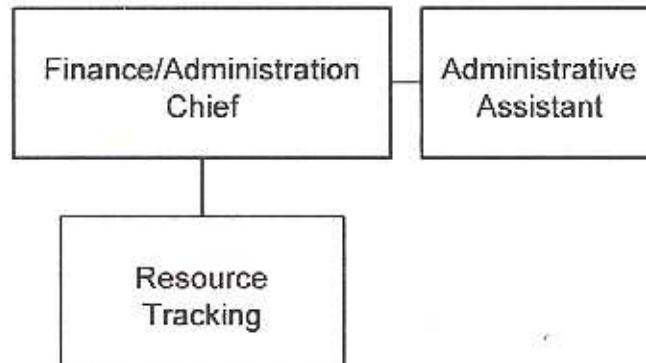 Finance/Administration
Chief
Administrative
Assistant
Resource
Tracking